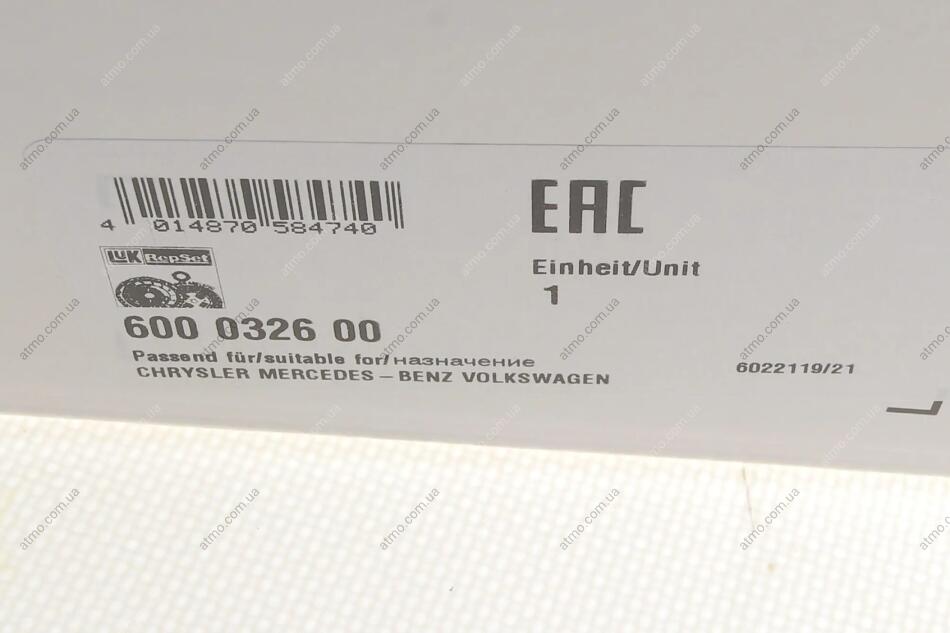 4 014870 584740
EAC
LUK RepSet
Einheit/Unit
1
600 0326 00
Passend für/suitable for/назначение
CHRYSLER MERCEDES – BENZ VOLKSWAGEN
6022119/21
atmo.com.ua